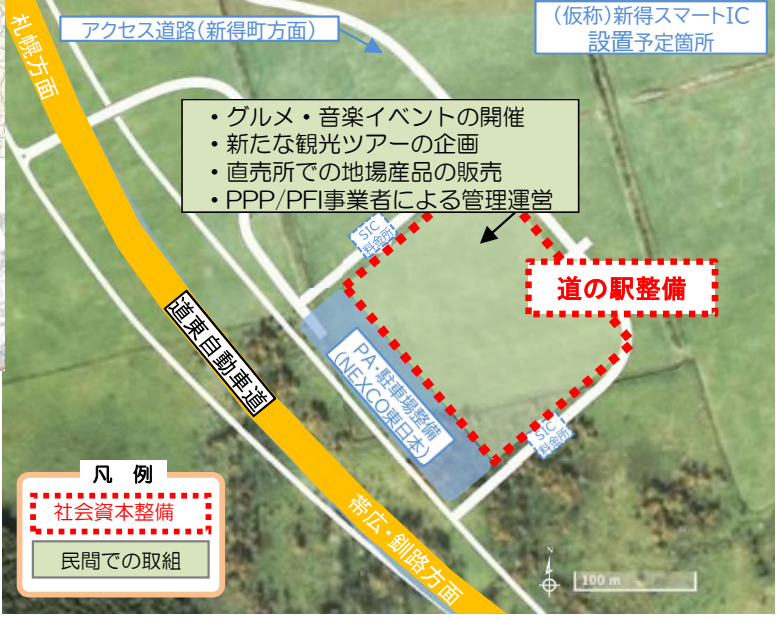 札幌方面
アクセス道路(新得町方面)
(仮称)新得スマートIC
設置予定箇所
・グルメ・音楽イベントの開催
・新たな観光ツアーの企画
・直売所での地場産品の販売
・PPP/PFI事業者による管理運営
SIC
料金所
道の駅整備
道東自動車道
PA・駐車場整備
(NEXCO東日本)
SIC
料金所
凡 例
社会資本整備
民間での取組
帯広・釧路方面
N
100 m